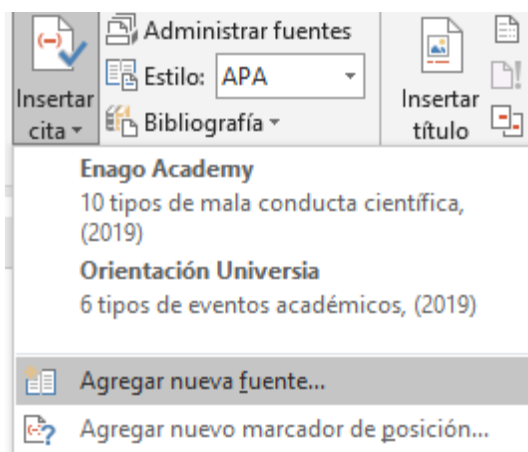 Administrar fuentes
Estilo: APA
Insertar cita
Bibliografía
Insertar título
Enago Academy
10 tipos de mala conducta científica,
(2019)
Orientación Universia
6 tipos de eventos académicos, (2019)
Agregar nueva fuente...
Agregar nuevo marcador de posición...